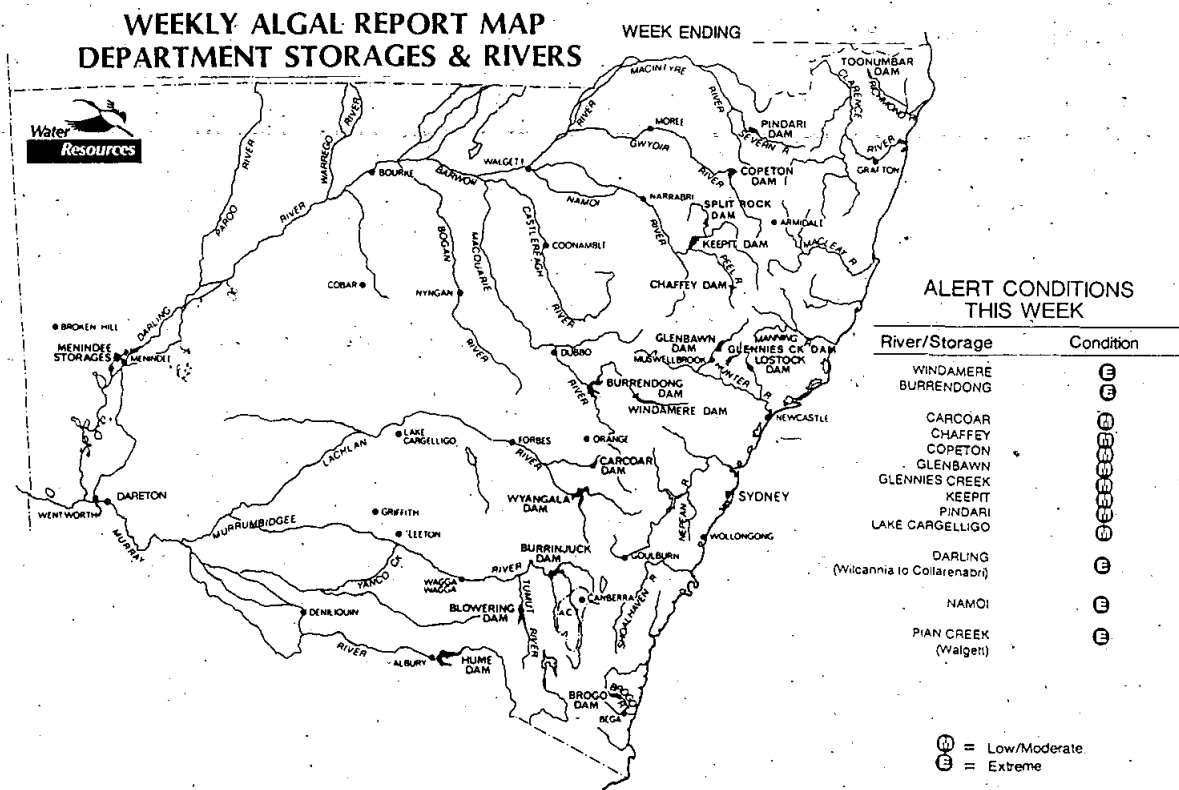 WEEKLY ALGAL REPORT MAP
DEPARTMENT STORAGES & RIVERS
WEEK ENDING
Water
Resources
TOONUMBAR
DAM
CLARENCE
RICHMOND R
RIVER
GRAFTON
MACINTYRE
RIVER
RIVER
MOREE
PINDARI
DAM
SEVERN R
GWYDIR
RIVER
COPETON
DAM
WALGETT
BARWON
BOURKE
WARREGO
RIVER
PAROO
RIVER
RIVER
DARLING
NAMOI
NARRABRI
RIVER
SPLIT ROCK
DAM
ARMIDALE
KEEPIT DAM
MACLEAY R
PEEL R
CHAFFEY DAM
CASTLEREAGH
RIVER
COONAMBLE
MACQUARIE
BOGAN
RIVER
NYNGAN
COBAR
BROKEN HILL
MENINDEE
STORAGES
MENINDEE
DUBBO
RIVER
GLENBAWN
DAM
MANNING
GLENNIES CK DAM
LOSTOCK
DAM
MUSWELLBROOK
HUNTER R
BURRENDONG
DAM
WINDAMERE DAM
NEWCASTLE
LAKE
CARGELLIGO
LACHLAN
FORBES
RIVER
ORANGE
CARCOAR
DAM
WYANGALA
DAM
SYDNEY
NEPEAN R
WOLLONGONG
GOULBURN
DARETON
WENTWORTH
MURRAY
MURRUMBIDGEE
GRIFFITH
LEETON
YANCO CK
RIVER
WAGGA
WAGGA
BURRINJUCK
DAM
CANBERRA
A.C.
SHOALHAVEN R
BLOWERING
DAM
TUMUT
RIVER
DENILIQUIN
RIVER
ALBURY
HUME
DAM
BROGO
DAM
BROGO
R
BEGA
ALERT CONDITIONS
THIS WEEK
River/Storage Condition
WINDAMERE E
BURRENDONG E
CARCOAR M
CHAFFEY M
COPETON M
GLENBAWN M
GLENNIES CREEK M
KEEPIT M
PINDARI M
LAKE CARGELLIGO M
DARLING E
(Wilcannia to Collarenabri)
NAMOI E
PIAN CREEK E
(Walgett)
M = Low/Moderate
E = Extreme